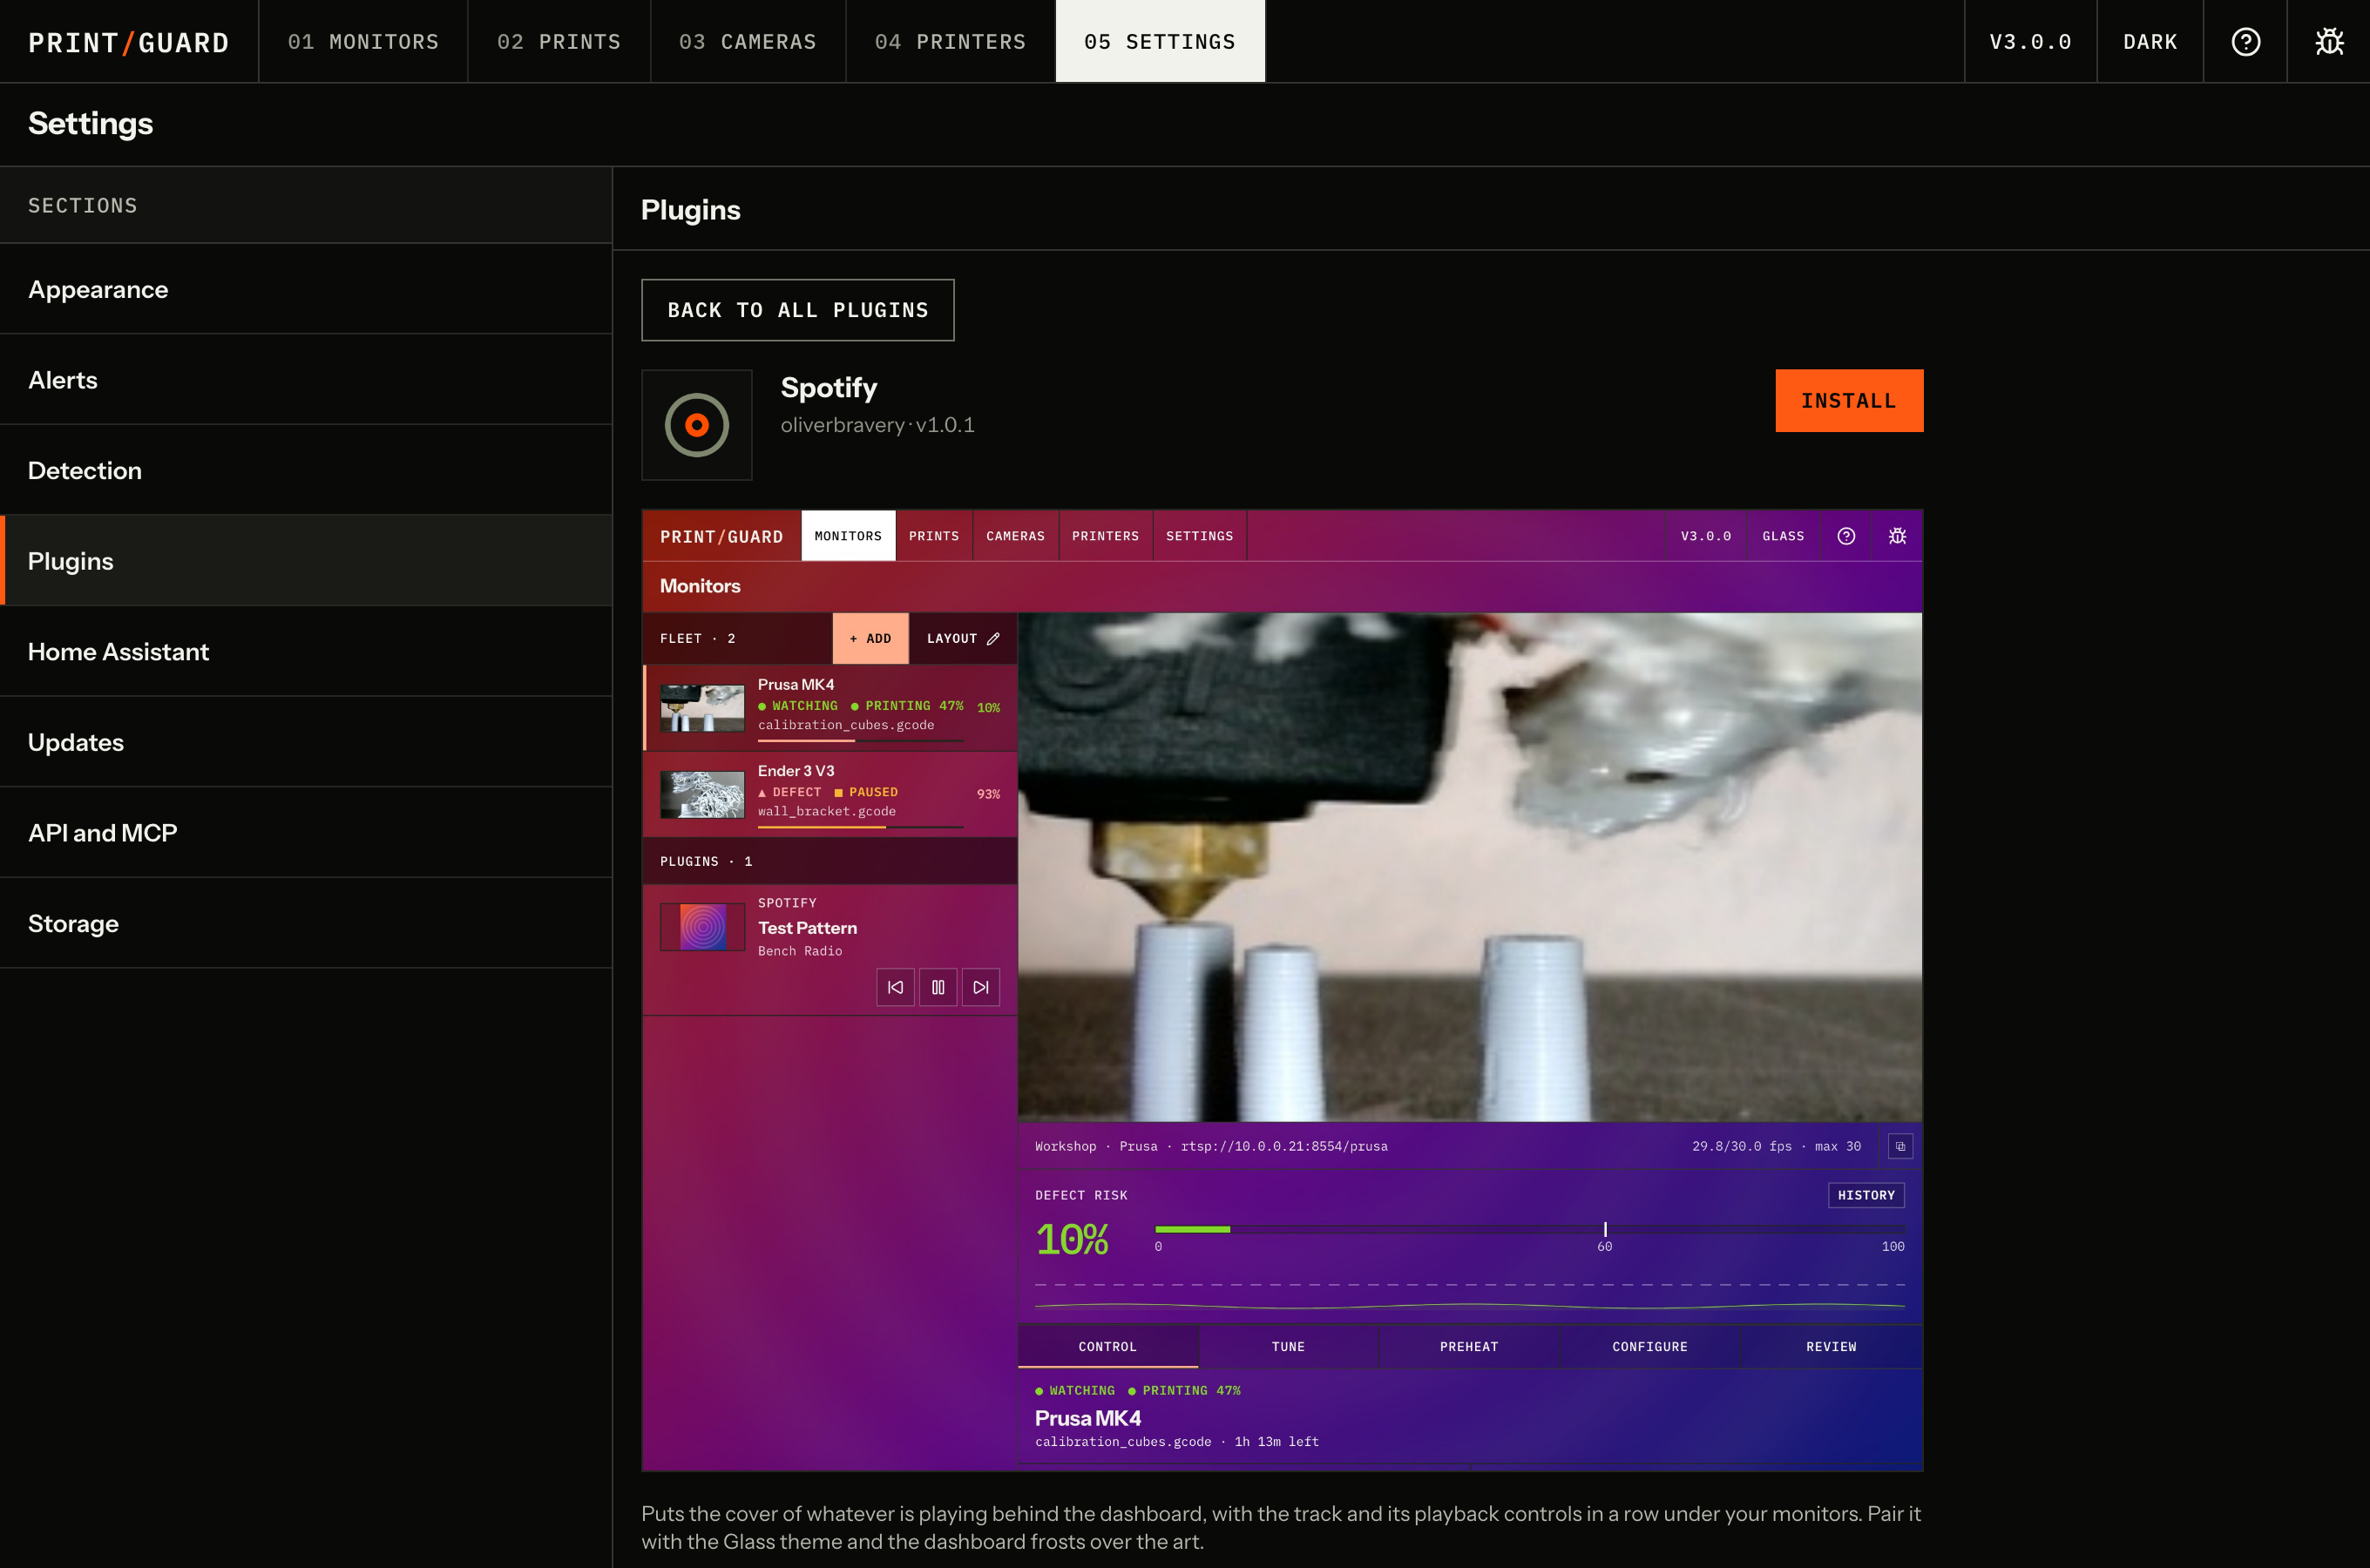 PRINT/GUARD 01 MONITORS 02 PRINTS 03 CAMERAS 04 PRINTERS 05 SETTINGS V3.0.0 DARK
Settings
SECTIONS
Appearance
Alerts
Detection
Plugins
Home Assistant
Updates
API and MCP
Storage
Plugins
BACK TO ALL PLUGINS
Spotify
oliverbravery · v1.0.1
INSTALL
PRINT/GUARD MONITORS PRINTS CAMERAS PRINTERS SETTINGS V3.0.0 GLASS
Monitors
FLEET · 2 + ADD LAYOUT
Prusa MK4
WATCHING PRINTING 47% 10%
calibration_cubes.gcode
Ender 3 V3
DEFECT PAUSED 93%
wall_bracket.gcode
PLUGINS · 1
SPOTIFY
Test Pattern
Bench Radio
Workshop · Prusa · rtsp://10.0.0.21:8554/prusa 29.8/30.0 fps · max 30
DEFECT RISK HISTORY
10%
0 60 100
CONTROL TUNE PREHEAT CONFIGURE REVIEW
WATCHING PRINTING 47%
Prusa MK4
calibration_cubes.gcode · 1h 13m left
Puts the cover of whatever is playing behind the dashboard, with the track and its playback controls in a row under your monitors. Pair it
with the Glass theme and the dashboard frosts over the art.